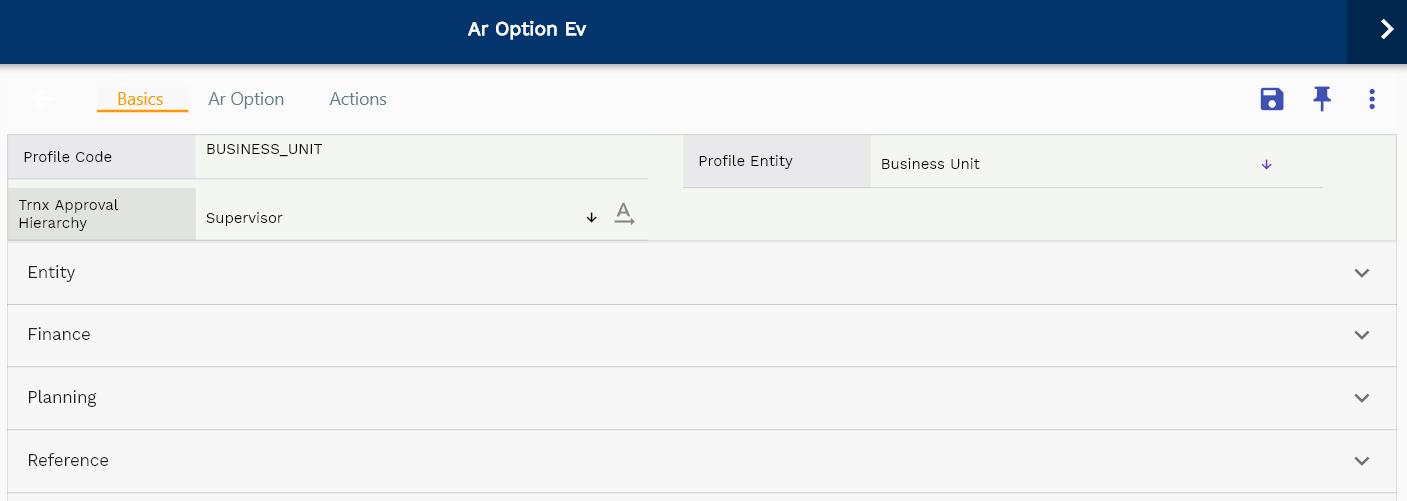 Ar Option Ev
Basics
Ar Option
Actions
Profile Code
BUSINESS_UNIT
Profile Entity
Business Unit
Trnx Approval
Hierarchy
Supervisor
Entity
Finance
Planning
Reference